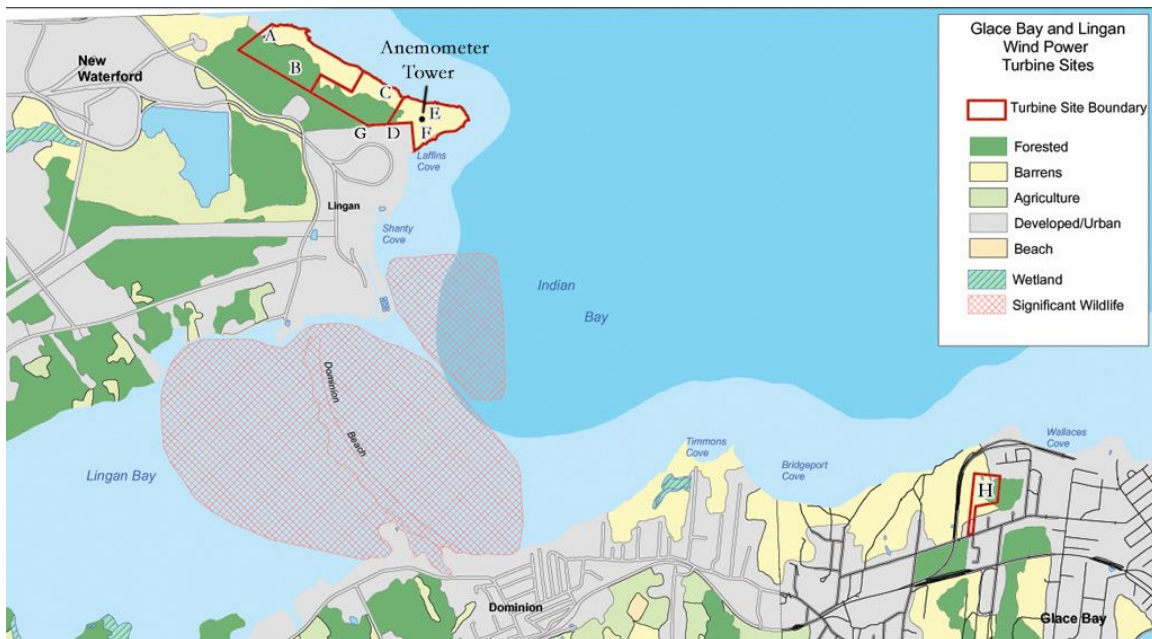 Glace Bay and Lingan
Wind Power
Turbine Sites
Turbine Site Boundary
Forested
Barrens
Agriculture
Developed/Urban
Beach
Wetland
Significant Wildlife
A
Anemometer
Tower
New
Waterford
B
C
E
G
D
F
Laffins
Cove
Lingan
Shanty
Cove
Indian
Bay
Dominion
Beach
Lingan Bay
Timmons
Cove
Bridgeport
Cove
Wallaces
Cove
H
Dominion
Glace Bay